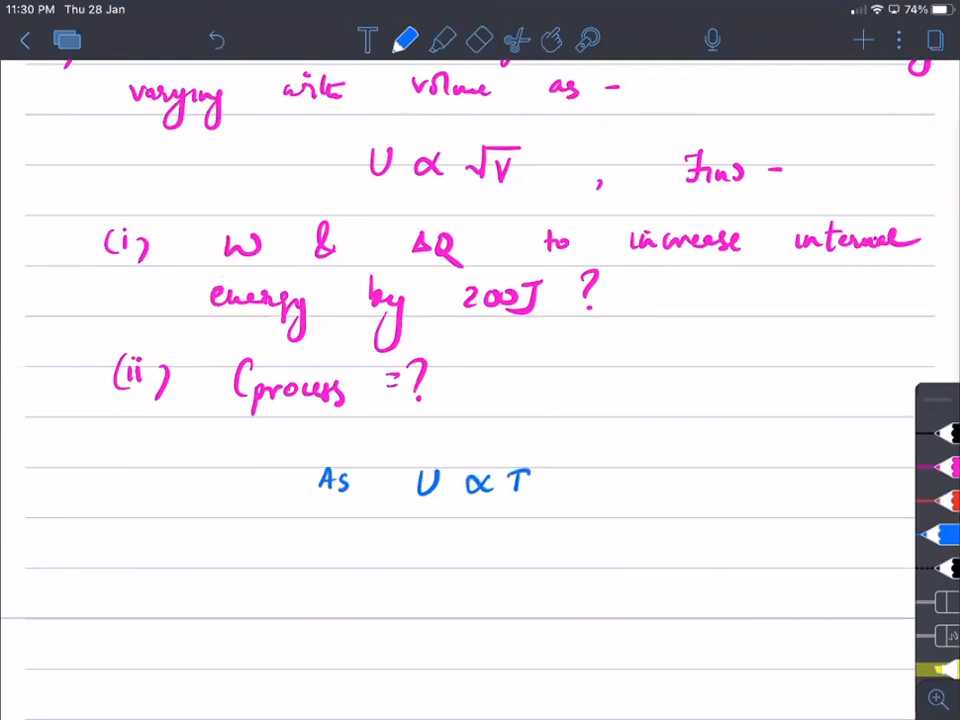 11:30 PM Thu 28 Jan 74%
T
varying with volume as -
U ∝ √V , Find -
(i) W & ΔQ to increase internal
energy by 200J ?
(ii) Cprocess =?
As U ∝ T